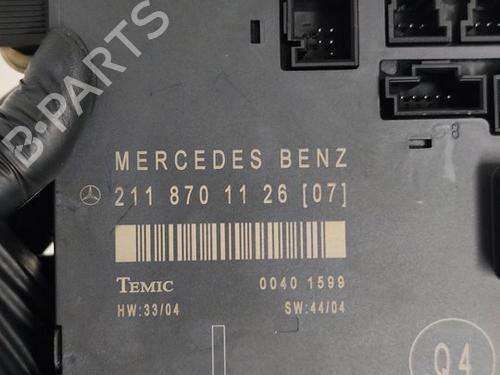 B-PARTS
MERCEDES BENZ
211 870 11 26 [07]
TEMIC 0040 1599
HW:33/04 SW:44/04
Q4